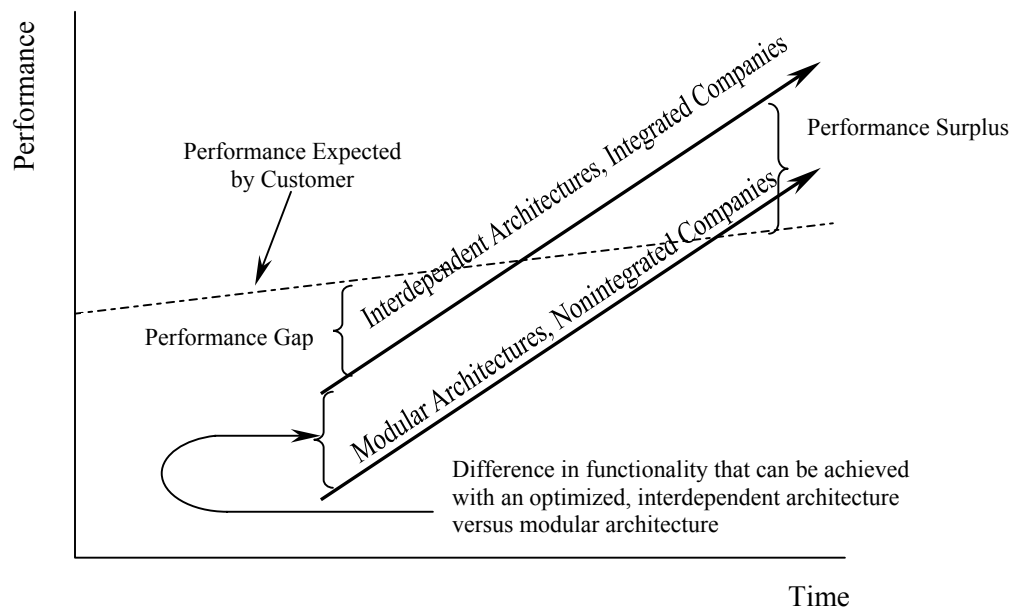 Performance
Performance Expected
by Customer
Interdependent Architectures, Integrated Companies
Performance Surplus
Performance Gap
Modular Architectures, Nonintegrated Companies
Difference in functionality that can be achieved
with an optimized, interdependent architecture
versus modular architecture
Time